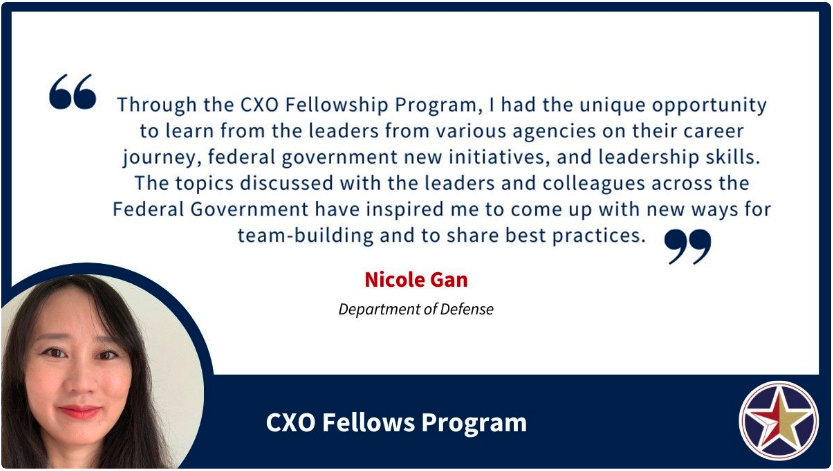 “ Through the CXO Fellowship Program, I had the unique opportunity
to learn from the leaders from various agencies on their career
journey, federal government new initiatives, and leadership skills.
The topics discussed with the leaders and colleagues across the
Federal Government have inspired me to come up with new ways for
team-building and to share best practices. ”
Nicole Gan
Department of Defense
CXO Fellows Program